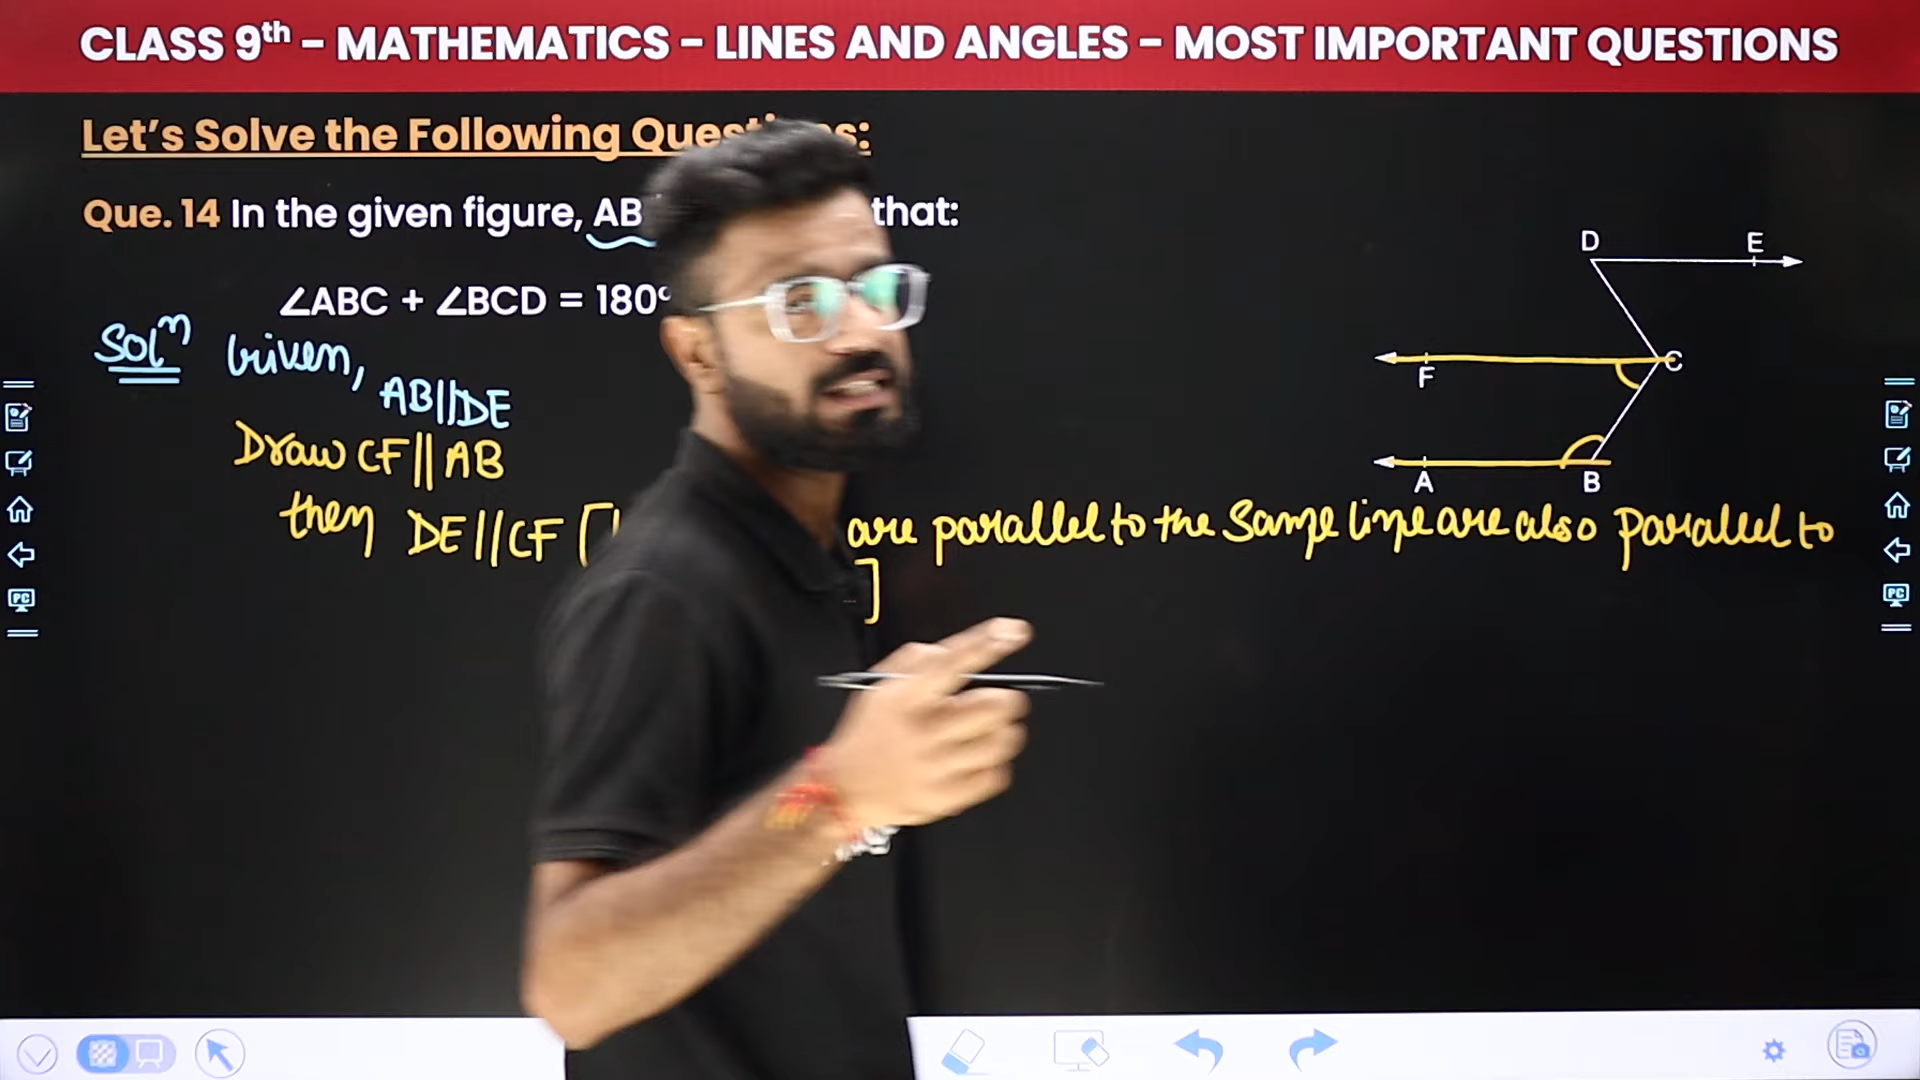 CLASS 9th - MATHEMATICS - LINES AND ANGLES - MOST IMPORTANT QUESTIONS
Let's Solve the Following
Que. 14 In the given figure, AB that:
∠ABC + ∠BCD = 180°
Soln Given,
AB||DE
Draw CF||AB
then DE||CF [ are parallel to the same line are also parallel to
]
D E
F C
A B
PC
PC